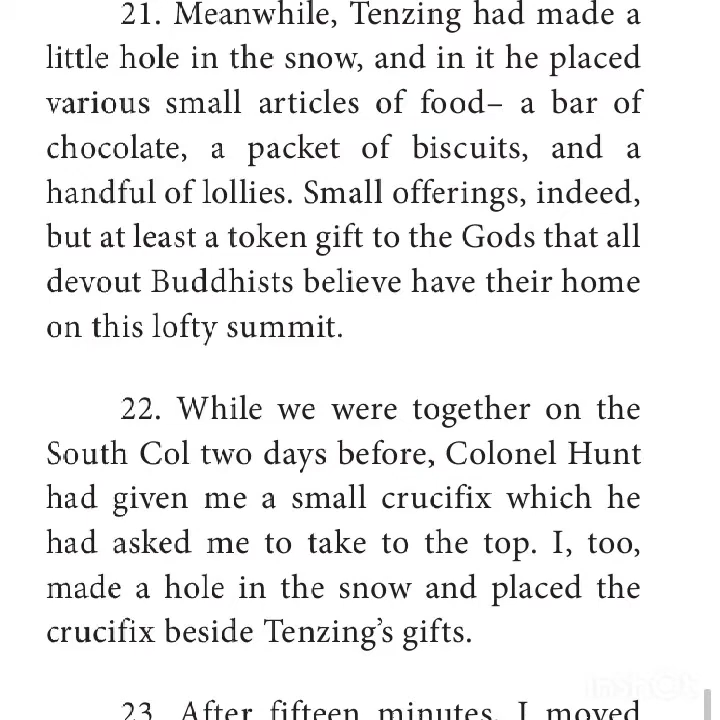 21. Meanwhile, Tenzing had made a
little hole in the snow, and in it he placed
various small articles of food– a bar of
chocolate, a packet of biscuits, and a
handful of lollies. Small offerings, indeed,
but at least a token gift to the Gods that all
devout Buddhists believe have their home
on this lofty summit.
22. While we were together on the
South Col two days before, Colonel Hunt
had given me a small crucifix which he
had asked me to take to the top. I, too,
made a hole in the snow and placed the
crucifix beside Tenzing’s gifts.
23. After fifteen minutes, I moved